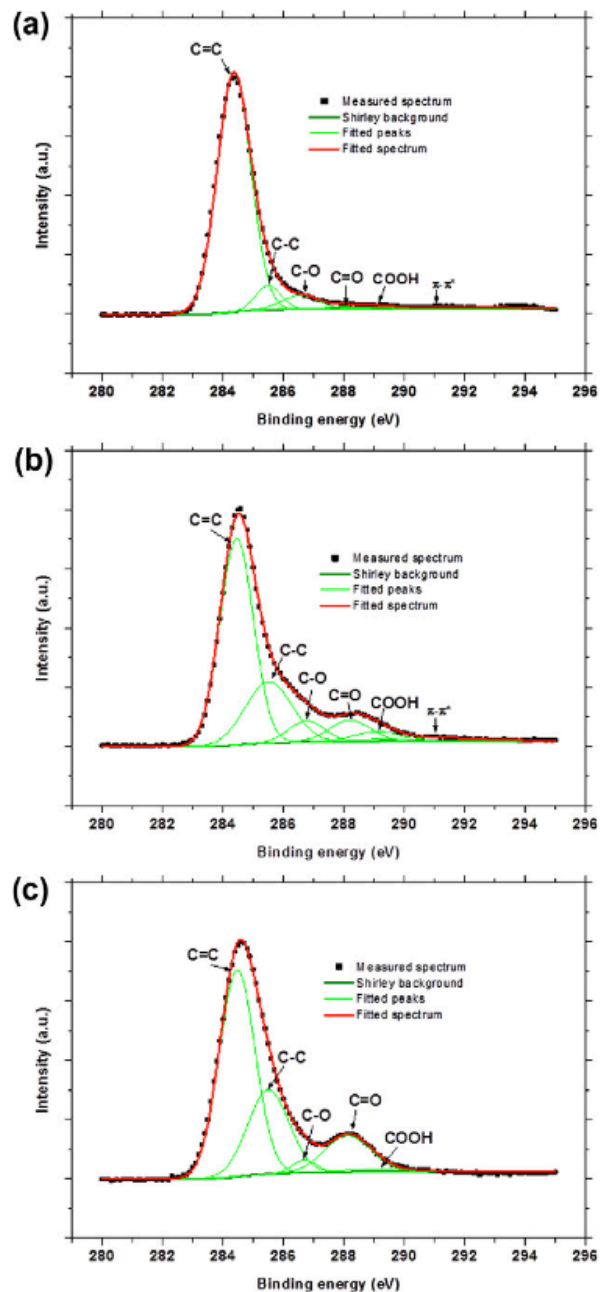 (a)
C=C
Measured spectrum
Shirley background
Fitted peaks
Fitted spectrum
C-C
C-O
C=O
COOH
π-π*
Intensity (a.u.)
280 282 284 286 288 290 292 294 296
Binding energy (eV)
(b)
C=C
Measured spectrum
Shirley background
Fitted peaks
Fitted spectrum
C-C
C-O
C=O
COOH
π-π*
Intensity (a.u.)
280 282 284 286 288 290 292 294 296
Binding energy (eV)
(c)
C=C
Measured spectrum
Shirley background
Fitted peaks
Fitted spectrum
C-C
C-O
C=O
COOH
Intensity (a.u.)
280 282 284 286 288 290 292 294 296
Binding energy (eV)